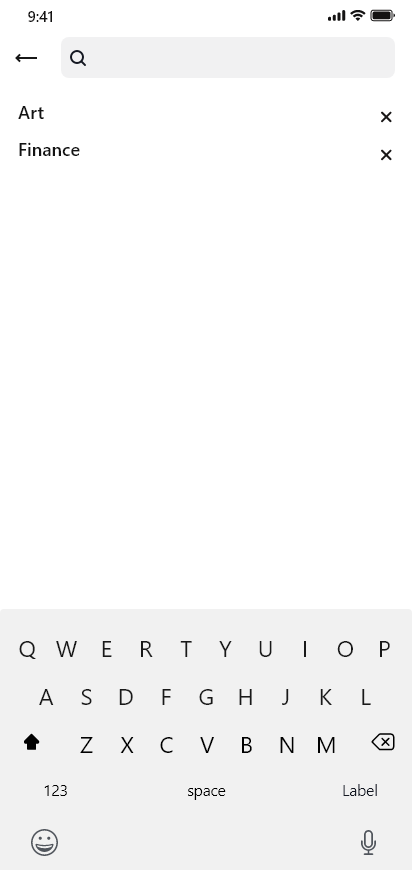 9:41
Art
Finance
Q W E R T Y U I O P
A S D F G H J K L
Z X C V B N M
123 space Label